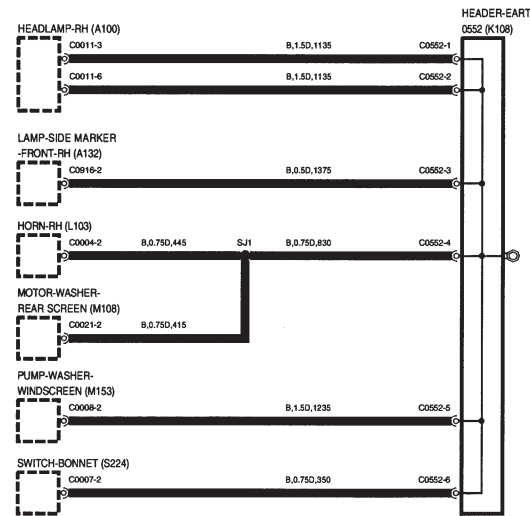 HEADER-EART
HEADLAMP-RH (A100)
0552 (K108)
C0011-3 B,1.5D,1135 C0552-1
C0011-6 B,1.5D,1135 C0552-2
LAMP-SIDE MARKER
-FRONT-RH (A132)
C0916-2 B,0.5D,1375 C0552-3
HORN-RH (L103)
C0004-2 B,0.75D,445 SJ1 B,0.75D,830 C0552-4
MOTOR-WASHER-
REAR SCREEN (M108)
C0021-2 B,0.75D,415
PUMP-WASHER-
WINDSCREEN (M153)
C0008-2 B,1.5D,1235 C0552-5
SWITCH-BONNET (S224)
C0007-2 B,0.75D,350 C0552-6